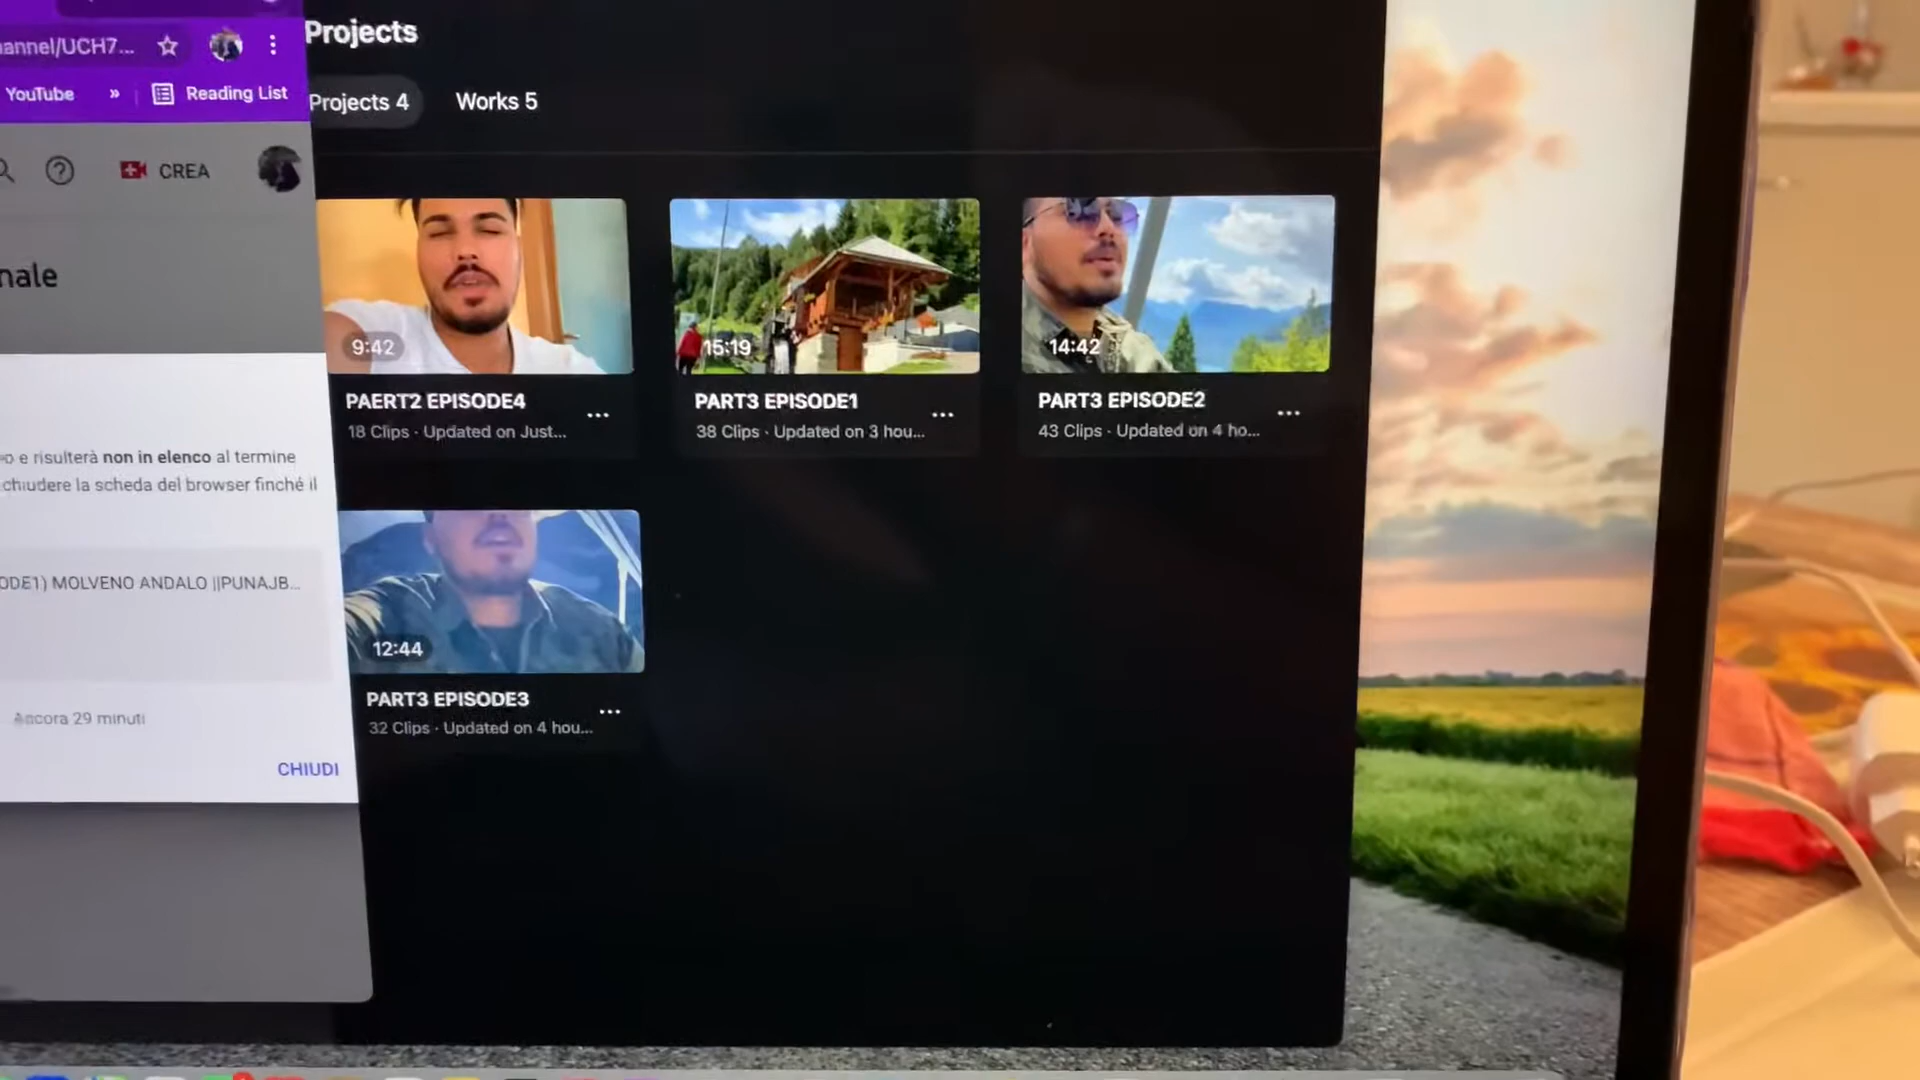 annel/UCH7...
YouTube
»
Reading List
CREA
nale
o e risulterà non in elenco al termine
chiudere la scheda del browser finché il
ODE1) MOLVENO ANDALO ||PUNAJB...
Ancora 29 minuti
CHIUDI
Projects
Projects 4
Works 5
9:42
PAERT2 EPISODE4
18 Clips · Updated on Just...
15:19
PART3 EPISODE1
38 Clips · Updated on 3 hou...
14:42
PART3 EPISODE2
43 Clips · Updated on 4 ho...
12:44
PART3 EPISODE3
32 Clips · Updated on 4 hou...